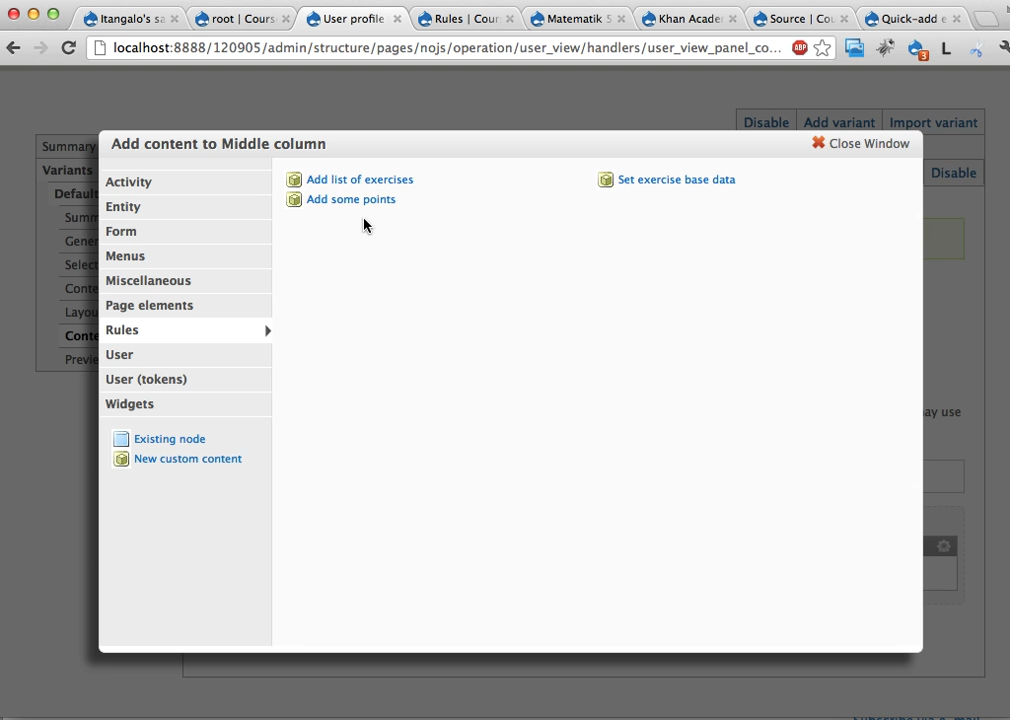 Itangalo's sa
root | Cours
User profile
Rules | Cour
Matematik 5
Khan Acade
Source | Co
Quick-add e
localhost:8888/120905/admin/structure/pages/nojs/operation/user_view/handlers/user_view_panel_co...
ABP
3
L
Disable
Add variant
Import variant
Summary
Variants
Disable
Default
Summ
Gener
Select
Conte
Layou
Conte
Previe
Add content to Middle column
Close Window
Activity
Entity
Form
Menus
Miscellaneous
Page elements
Rules
User
User (tokens)
Widgets
Existing node
New custom content
Add list of exercises
Add some points
Set exercise base data
ay use